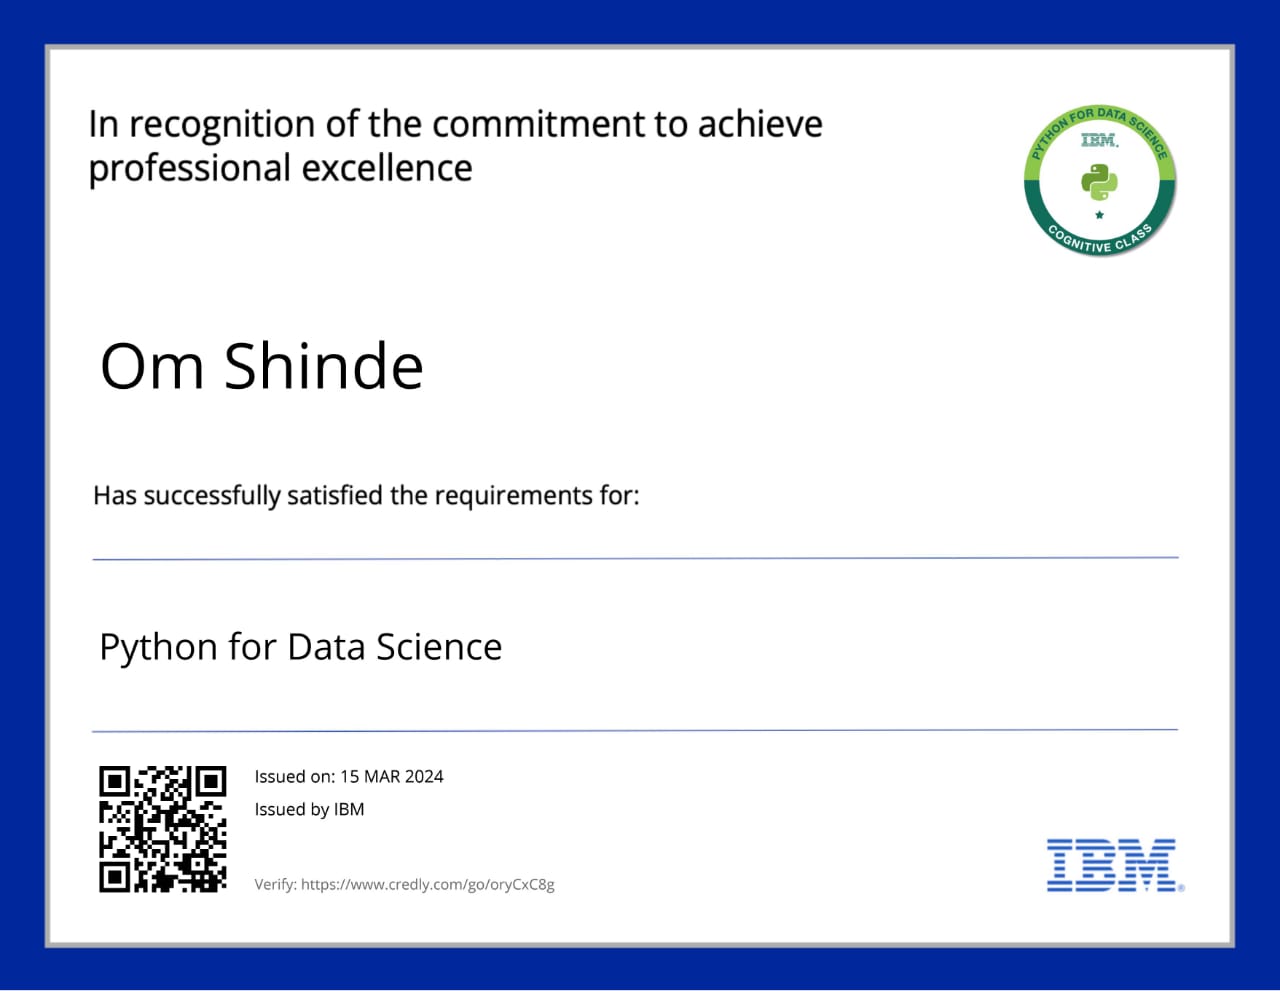 In recognition of the commitment to achieve
professional excellence
PYTHON FOR DATA SCIENCE
IBM.
COGNITIVE CLASS
Om Shinde
Has successfully satisfied the requirements for:
Python for Data Science
Issued on: 15 MAR 2024
Issued by IBM
Verify: https://www.credly.com/go/oryCxC8g
IBM®